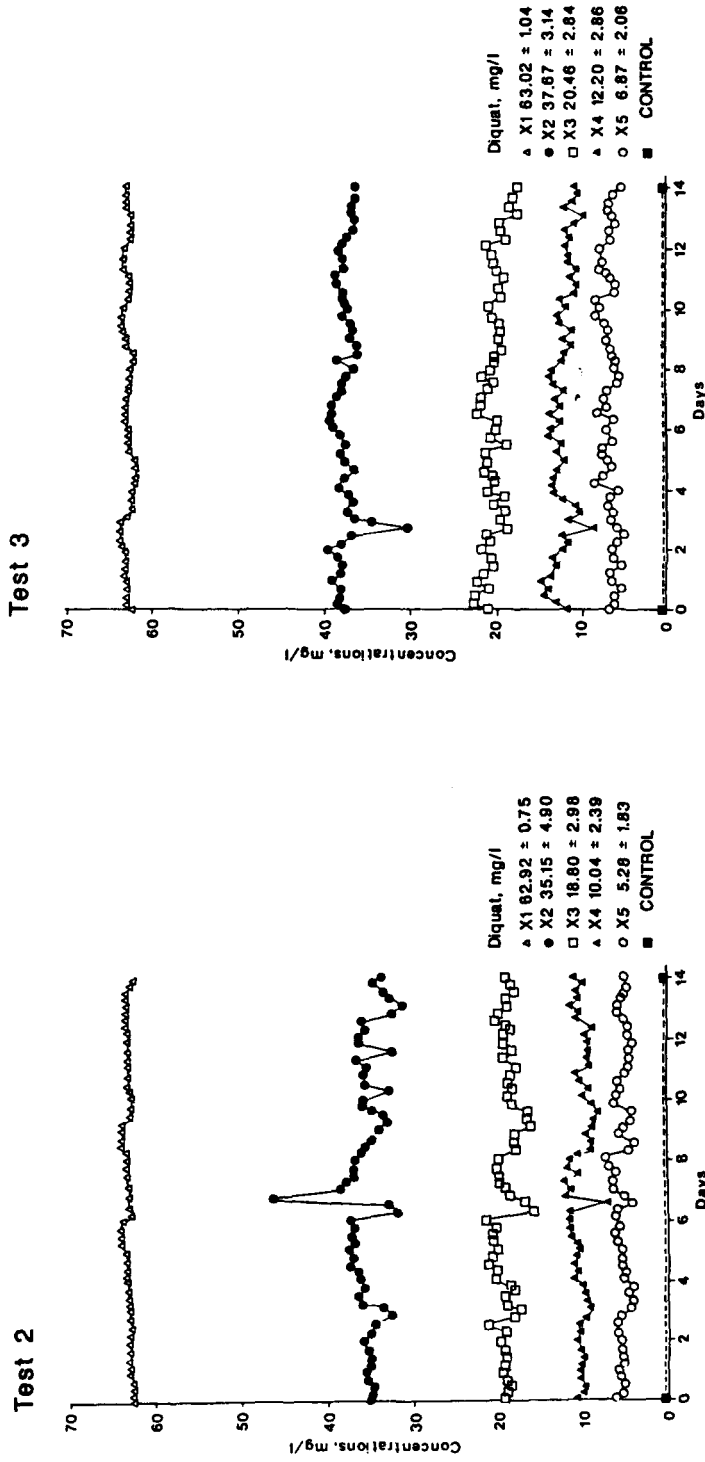 Test 2
70
60
50
40
30
20
10
0
Concentrations, mg/l
0 2 4 6 8 10 12 14
Days
Diquat, mg/l
▵ X1 62.92 ± 0.75
● X2 35.15 ± 4.90
□ X3 18.80 ± 2.98
▲ X4 10.04 ± 2.39
○ X5 5.28 ± 1.83
■ CONTROL
Test 3
70
60
50
40
30
20
10
0
Concentrations, mg/l
0 2 4 6 8 10 12 14
Days
Diquat, mg/l
▵ X1 63.02 ± 1.04
● X2 37.67 ± 3.14
□ X3 20.46 ± 2.84
▲ X4 12.20 ± 2.86
○ X5 6.87 ± 2.06
■ CONTROL